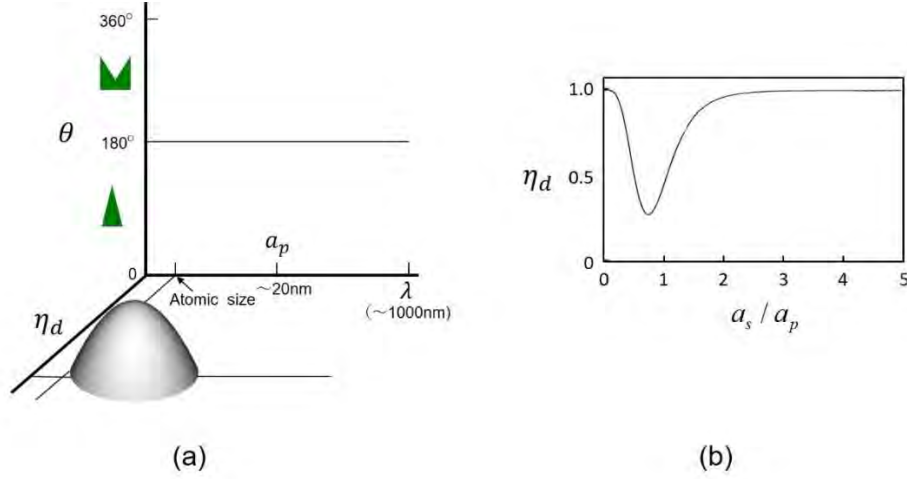 360°
θ
180°
0
a_p
Atomic size
~20nm
λ
(~1000nm)
η_d
(a)
1.0
η_d
0.5
0
0 1 2 3 4 5
a_s / a_p
(b)